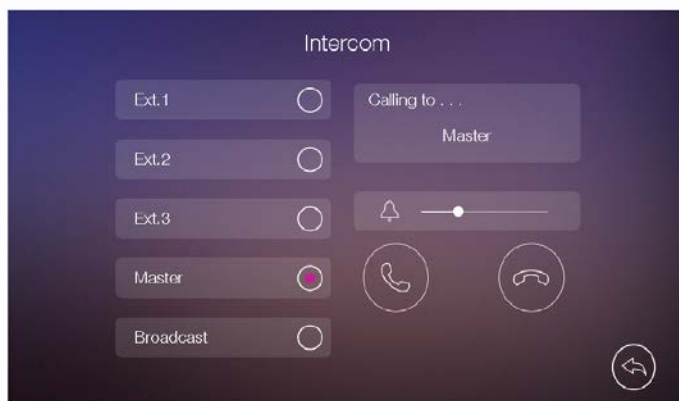 Intercom
Ext.1
Ext.2
Ext.3
Master
Broadcast
Calling to . . .
Master